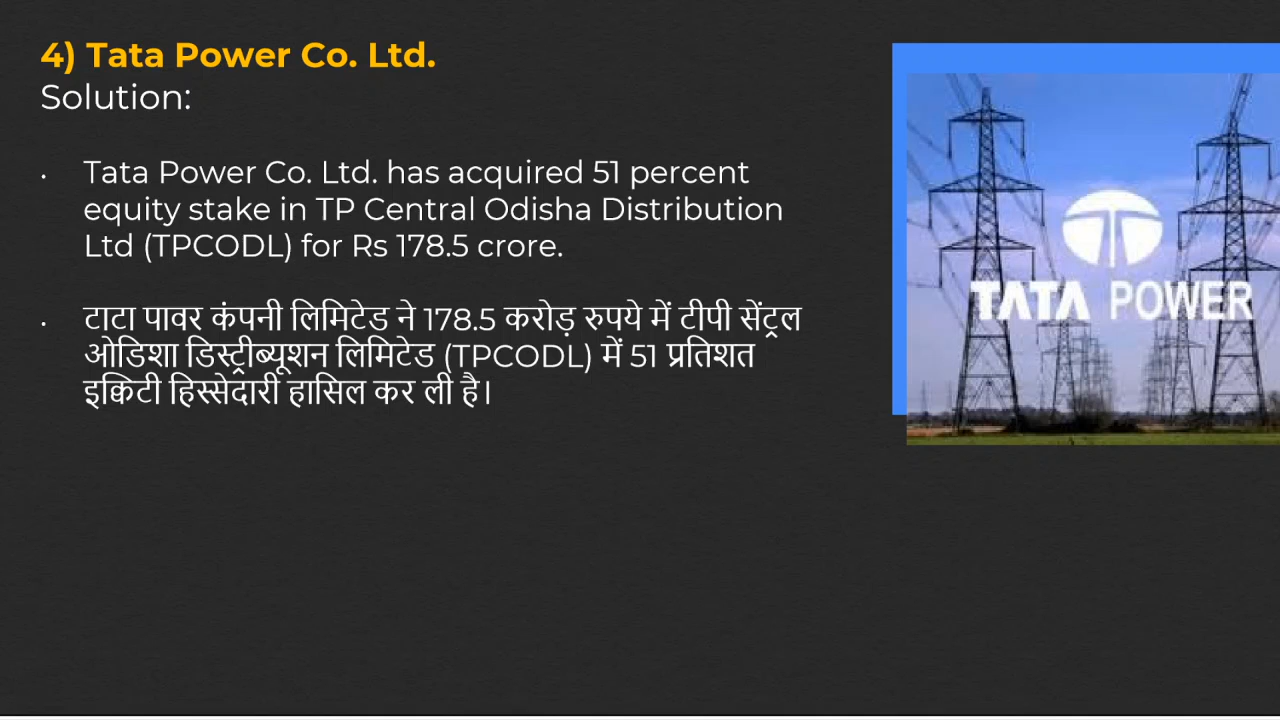 4) Tata Power Co. Ltd.
Solution:
• Tata Power Co. Ltd. has acquired 51 percent
equity stake in TP Central Odisha Distribution
Ltd (TPCODL) for Rs 178.5 crore.
• टाटा पावर कंपनी लिमिटेड ने 178.5 करोड़ रुपये में टीपी सेंट्रल
ओडिशा डिस्ट्रीब्यूशन लिमिटेड (TPCODL) में 51 प्रतिशत
इक्विटी हिस्सेदारी हासिल कर ली है।
TATA POWER